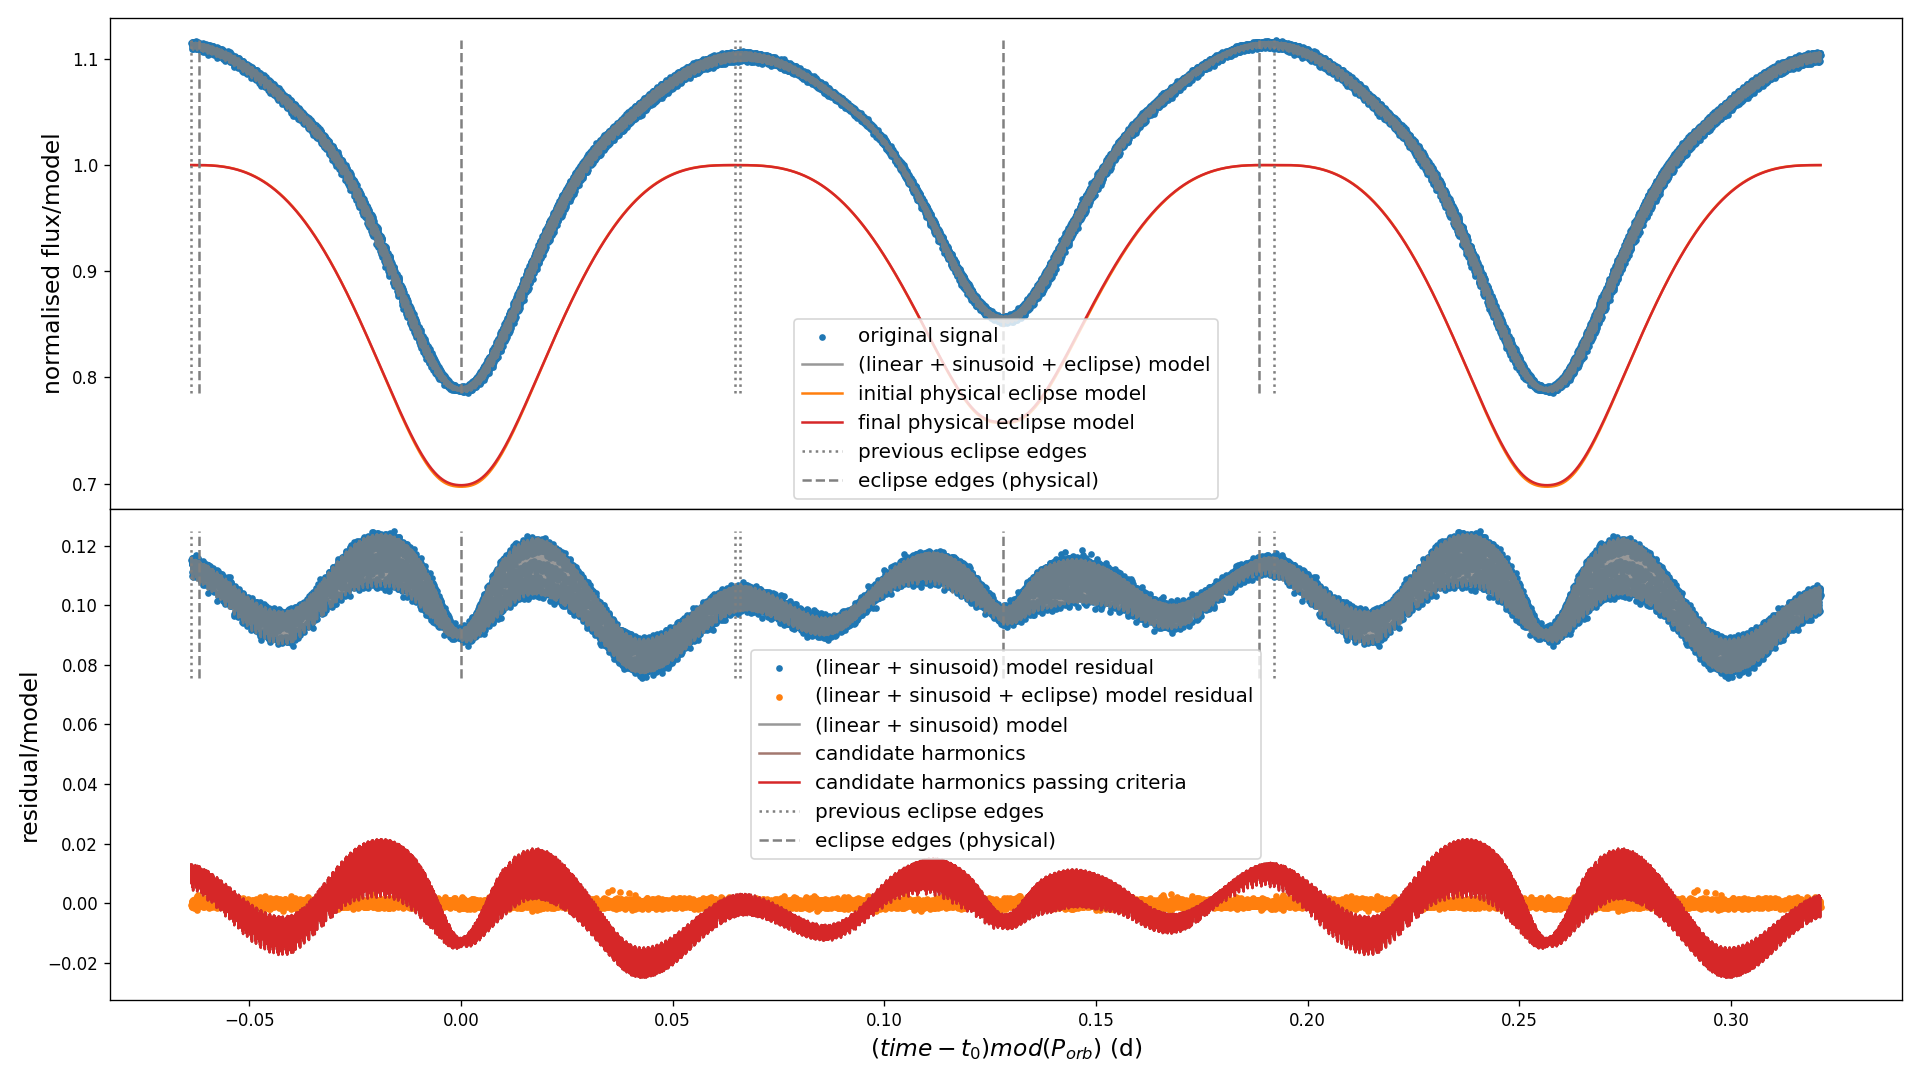 normalised flux/model
1.1
1.0
0.9
0.8
0.7
original signal
(linear + sinusoid + eclipse) model
initial physical eclipse model
final physical eclipse model
previous eclipse edges
eclipse edges (physical)
residual/model
0.12
0.10
0.08
0.06
0.04
0.02
0.00
−0.02
(linear + sinusoid) model residual
(linear + sinusoid + eclipse) model residual
(linear + sinusoid) model
candidate harmonics
candidate harmonics passing criteria
previous eclipse edges
eclipse edges (physical)
−0.05 0.00 0.05 0.10 0.15 0.20 0.25 0.30
(time − t₀)mod(Pₒᵣb) (d)